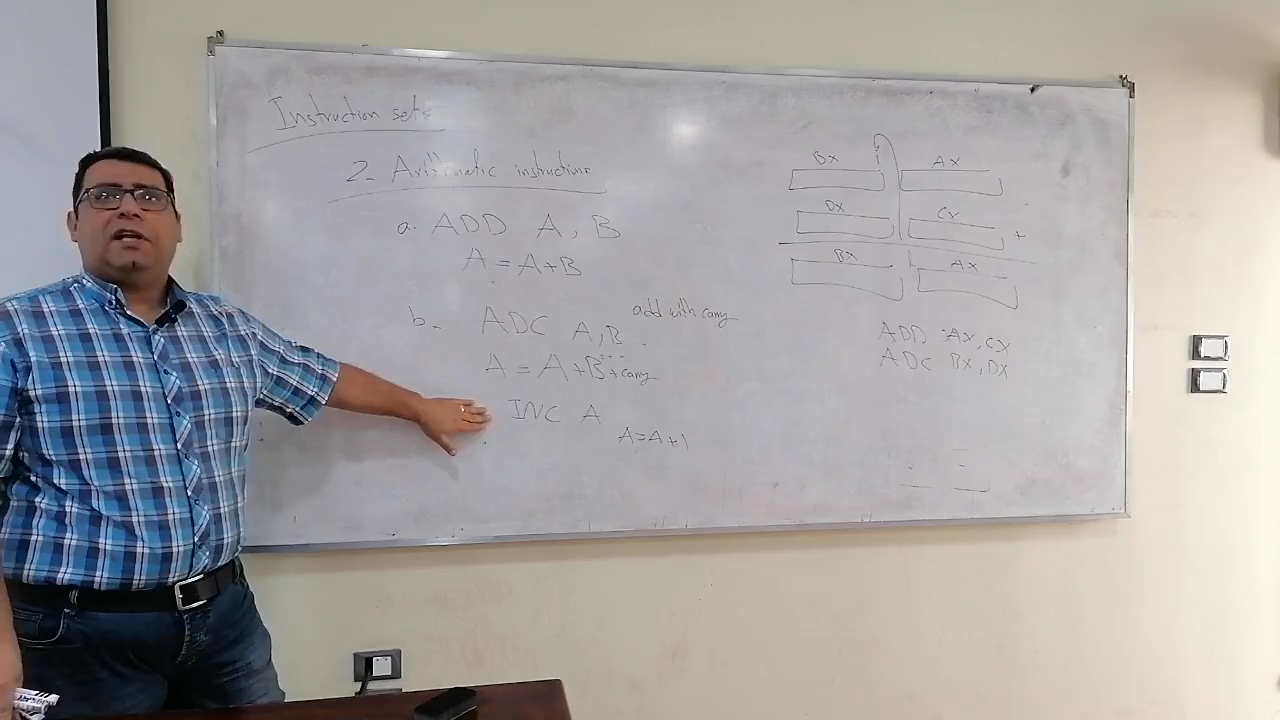 Instruction sets
2- Arithmatic instructions
a. ADD A, B
A = A+B
b- ADC A,B add with carry
A = A+B+carry
INC A
A=A+1
BX AX
DX CX +
BX AX
ADD AX, CX
ADC BX, DX